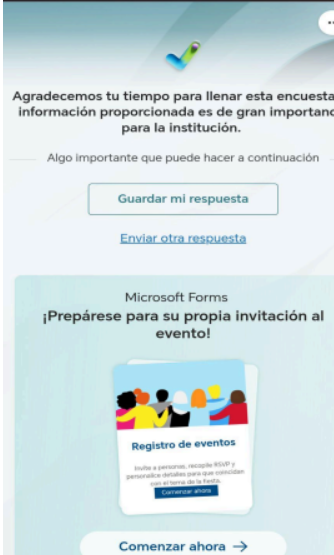 Agradecemos tu tiempo para llenar esta encuesta
información proporcionada es de gran importanc
para la institución.
Algo importante que puede hacer a continuación
Guardar mi respuesta
Enviar otra respuesta
Microsoft Forms
¡Prepárese para su propia invitación al
evento!
Registro de eventos
Invite a personas, recopile RSVP y
personalice detalles para que coincidan
con el tema de la fiesta.
Comenzar ahora
Comenzar ahora →